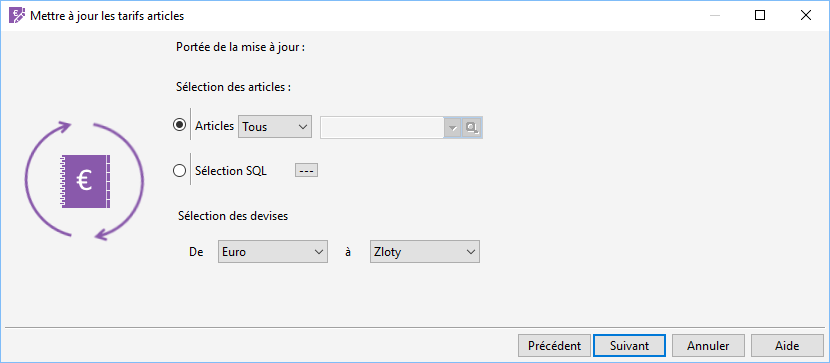 Mettre à jour les tarifs articles
Portée de la mise à jour :
Sélection des articles :
Articles Tous
Sélection SQL ---
€
Sélection des devises
De Euro à Zloty
Précédent Suivant Annuler Aide